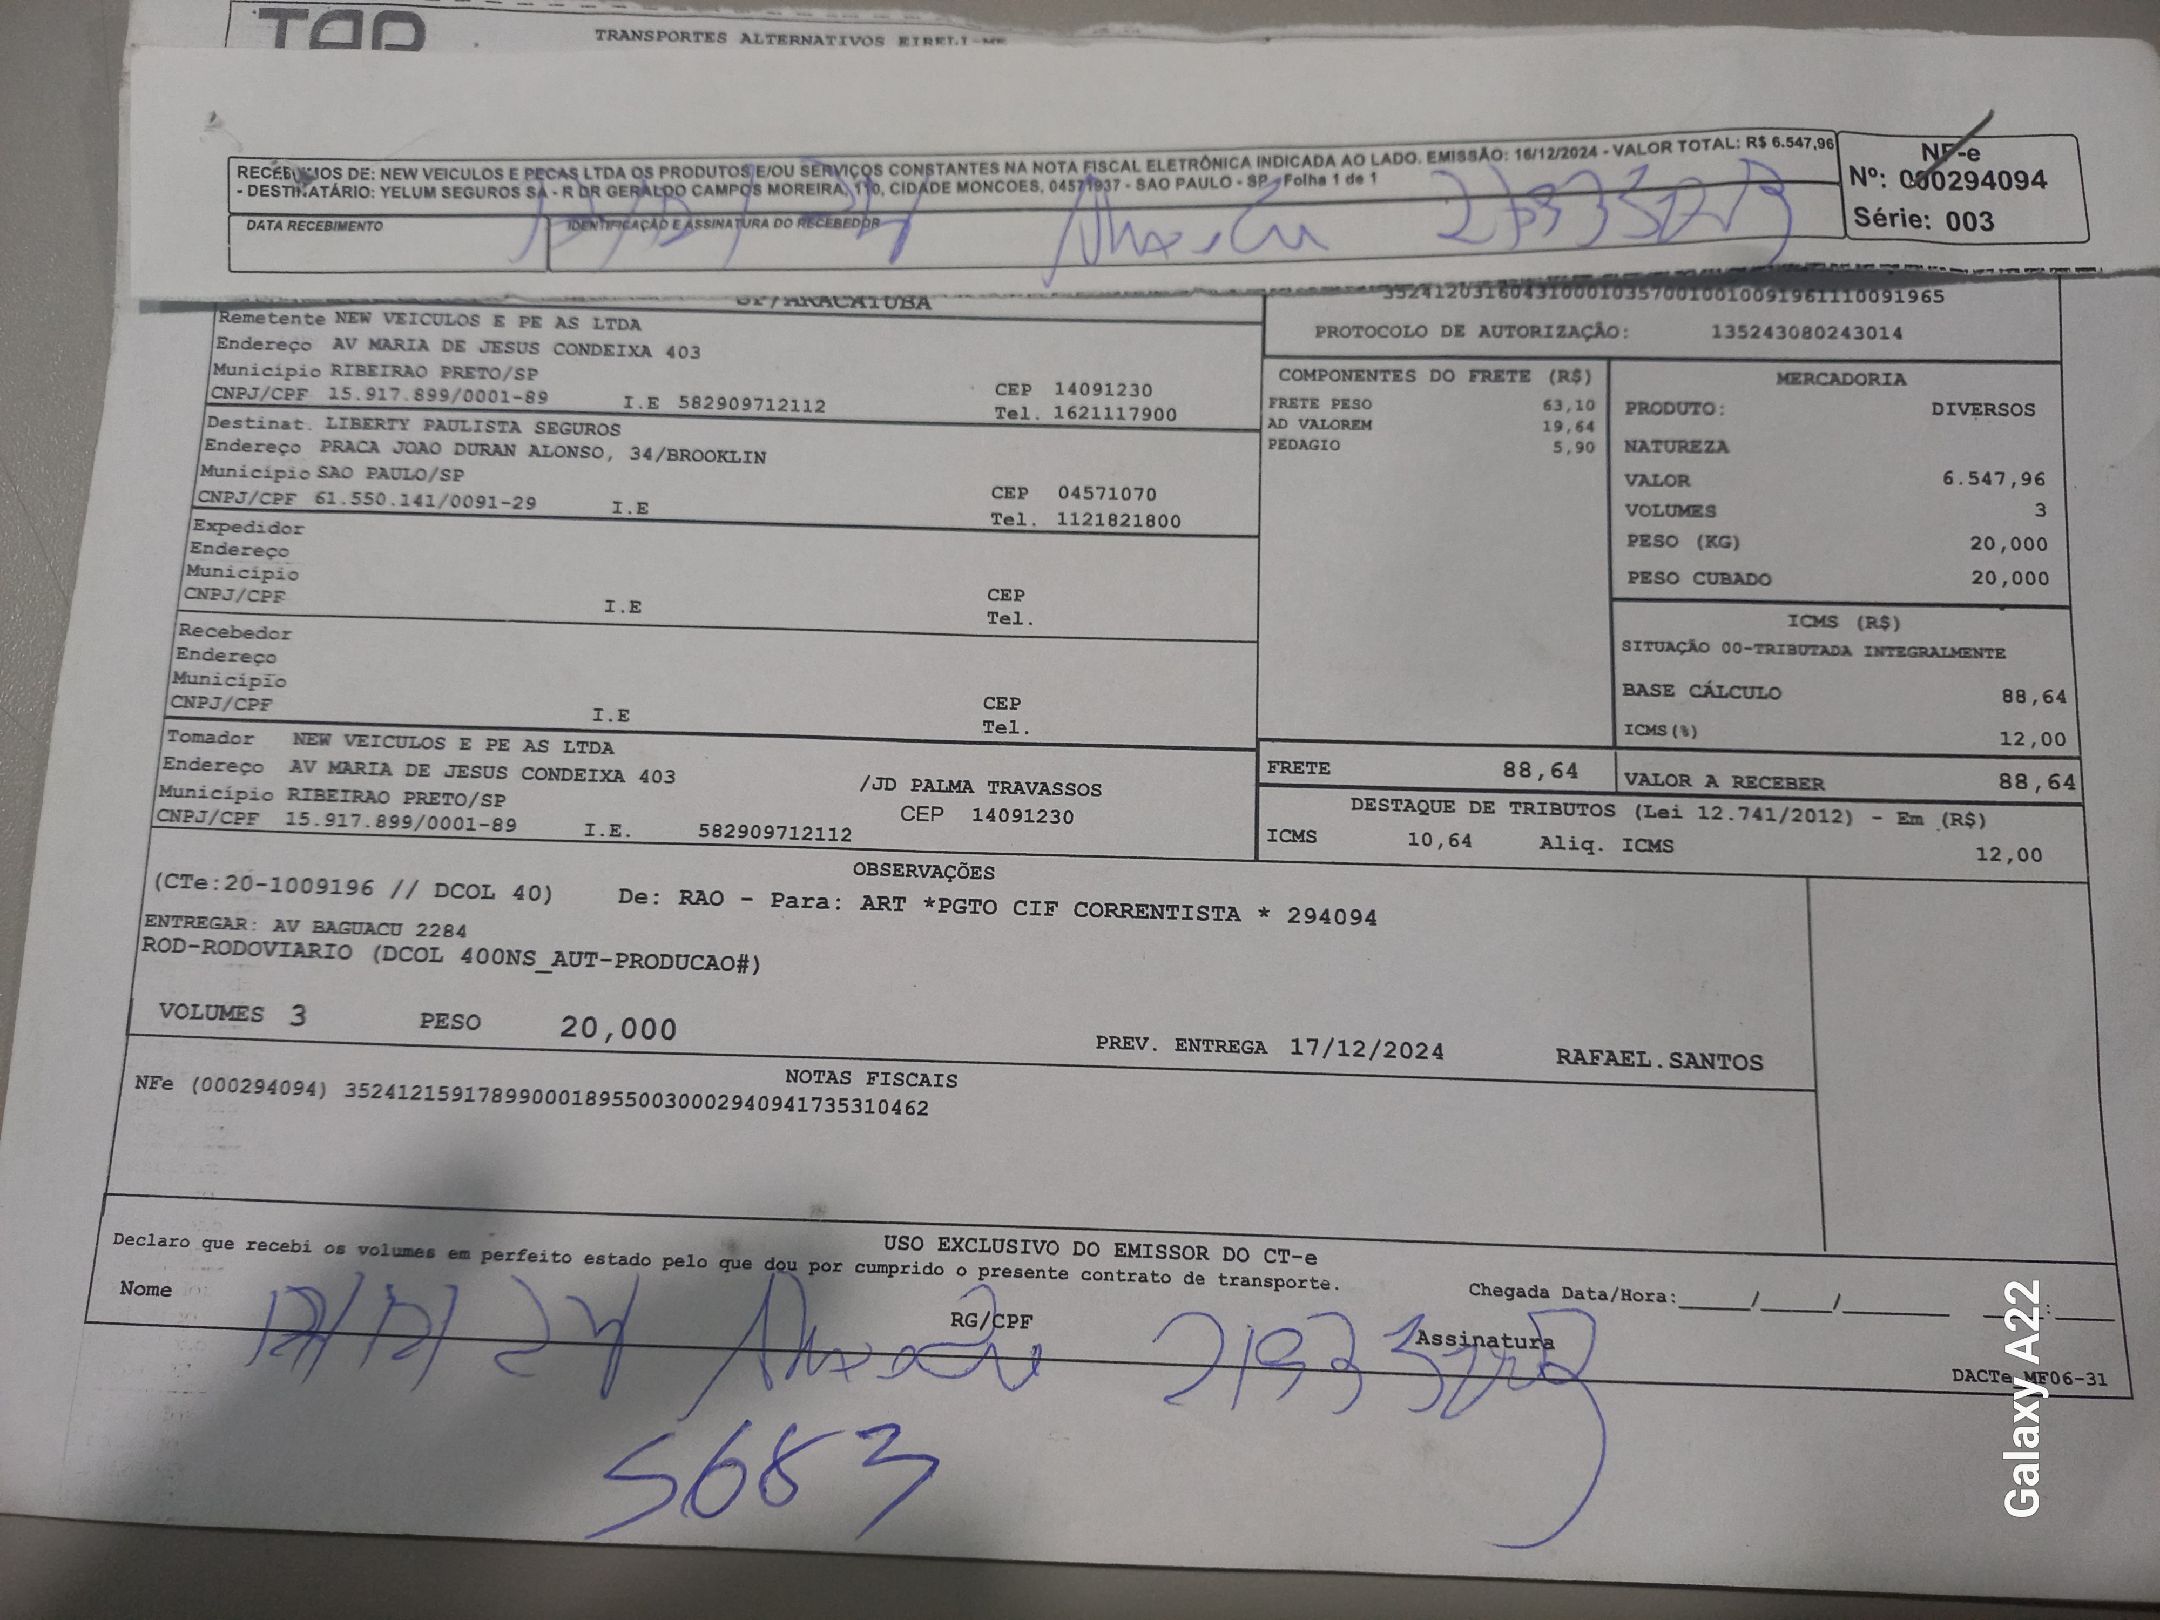 TRANSPORTES ALTERNATIVOS EIRELI-ME
RECEBEMOS DE: NEW VEICULOS E PECAS LTDA OS PRODUTOS E/OU SERVIÇOS CONSTANTES NA NOTA FISCAL ELETRÔNICA INDICADA AO LADO. EMISSÃO: 16/12/2024 - VALOR TOTAL: R$ 6.547,96
- DESTINATÁRIO: YELUM SEGUROS SA - R DR GERALDO CAMPOS MOREIRA, 110, CIDADE MONCOES, 04571937 - SAO PAULO - SP Folha 1 de 1
NF-e
Nº: 000294094
Série: 003
DATA RECEBIMENTO
IDENTIFICAÇÃO E ASSINATURA DO RECEBEDOR
SP/ARACATUBA
35241203160431000103570010010091961110091965
PROTOCOLO DE AUTORIZAÇÃO: 135243080243014
Remetente NEW VEICULOS E PE AS LTDA
Endereço AV MARIA DE JESUS CONDEIXA 403
Município RIBEIRAO PRETO/SP
CEP 14091230
CNPJ/CPF 15.917.899/0001-89 I.E 582909712112
Tel. 1621117900
Destinat. LIBERTY PAULISTA SEGUROS
Endereço PRACA JOAO DURAN ALONSO, 34/BROOKLIN
Município SAO PAULO/SP
CEP 04571070
CNPJ/CPF 61.550.141/0091-29 I.E
Tel. 1121821800
Expedidor
Endereço
Município
CEP
CNPJ/CPF I.E
Tel.
Recebedor
Endereço
Município
CEP
CNPJ/CPF I.E
Tel.
Tomador NEW VEICULOS E PE AS LTDA
Endereço AV MARIA DE JESUS CONDEIXA 403 /JD PALMA TRAVASSOS
Município RIBEIRAO PRETO/SP CEP 14091230
CNPJ/CPF 15.917.899/0001-89 I.E. 582909712112
COMPONENTES DO FRETE (R$)
FRETE PESO 63,10
AD VALOREM 19,64
PEDAGIO 5,90
MERCADORIA
PRODUTO: DIVERSOS
NATUREZA
VALOR 6.547,96
VOLUMES 3
PESO (KG) 20,000
PESO CUBADO 20,000
ICMS (R$)
SITUAÇÃO 00-TRIBUTADA INTEGRALMENTE
BASE CÁLCULO 88,64
ICMS(%) 12,00
FRETE 88,64
VALOR A RECEBER 88,64
DESTAQUE DE TRIBUTOS (Lei 12.741/2012) - Em (R$)
ICMS 10,64 Aliq. ICMS 12,00
OBSERVAÇÕES
(CTe:20-1009196 // DCOL 40) De: RAO - Para: ART *PGTO CIF CORRENTISTA * 294094
ENTREGAR: AV BAGUACU 2284
ROD-RODOVIARIO (DCOL 400NS_AUT-PRODUCAO#)
VOLUMES 3 PESO 20,000
PREV. ENTREGA 17/12/2024 RAFAEL.SANTOS
NOTAS FISCAIS
NFe (000294094) 35241215917899000189550030002940941735310462
USO EXCLUSIVO DO EMISSOR DO CT-e
Declaro que recebi os volumes em perfeito estado pelo que dou por cumprido o presente contrato de transporte.
Nome
RG/CPF
Chegada Data/Hora:_____/_____/_______ ___:____
Assinatura
DACTe MF06-31
5683
Galaxy A22